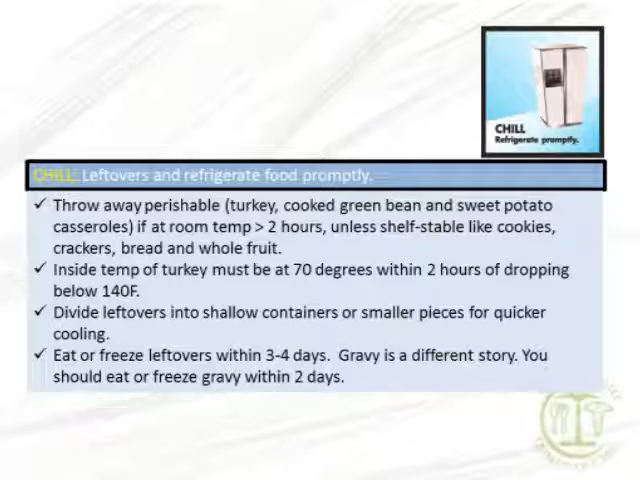 CHILL
Refrigerate promptly.
CHILL: Leftovers and refrigerate food promptly.
✓ Throw away perishable (turkey, cooked green bean and sweet potato
casseroles) if at room temp > 2 hours, unless shelf-stable like cookies,
crackers, bread and whole fruit.
✓ Inside temp of turkey must be at 70 degrees within 2 hours of dropping
below 140F.
✓ Divide leftovers into shallow containers or smaller pieces for quicker
cooling.
✓ Eat or freeze leftovers within 3-4 days. Gravy is a different story. You
should eat or freeze gravy within 2 days.